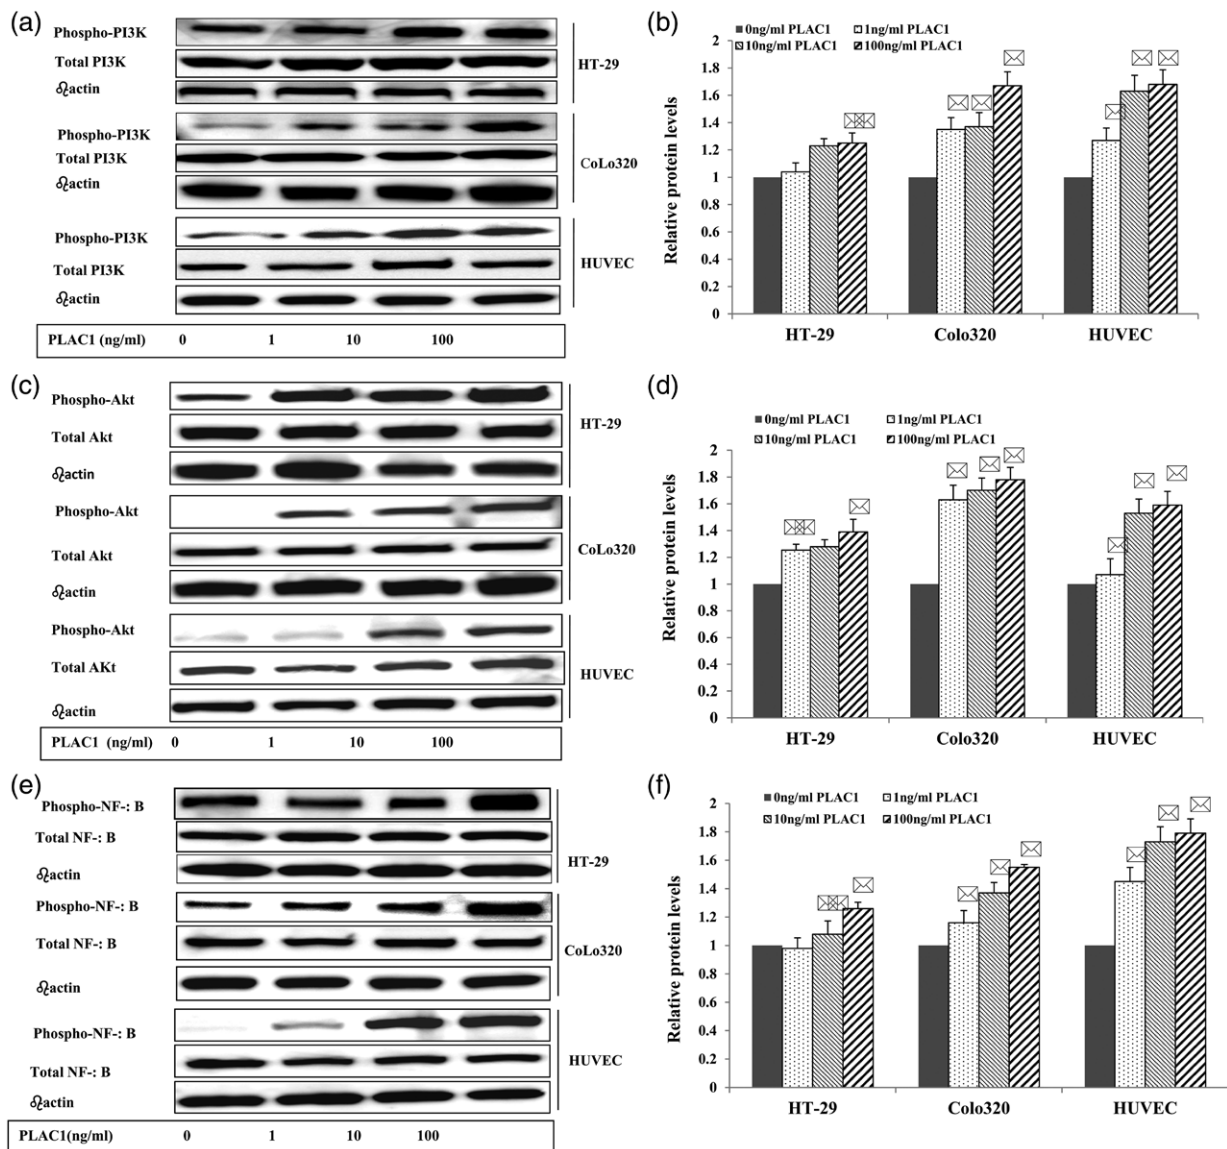 (a)
Phospho-PI3K
Total PI3K
actin
HT-29
Phospho-PI3K
Total PI3K
actin
CoLo320
Phospho-PI3K
Total PI3K
actin
HUVEC
PLAC1 (ng/ml) 0 1 10 100
(b)
0ng/ml PLAC1 1ng/ml PLAC1
10ng/ml PLAC1 100ng/ml PLAC1
Relative protein levels
2
1.8
1.6
1.4
1.2
1
0.8
0.6
0.4
0.2
0
HT-29 Colo320 HUVEC
(c)
Phospho-Akt
Total Akt
actin
HT-29
Phospho-Akt
Total Akt
actin
CoLo320
Phospho-Akt
Total AKt
actin
HUVEC
PLAC1 (ng/ml) 0 1 10 100
(d)
0ng/ml PLAC1 1ng/ml PLAC1
10ng/ml PLAC1 100ng/ml PLAC1
Relative protein levels
2
1.8
1.6
1.4
1.2
1
0.8
0.6
0.4
0.2
0
HT-29 Colo320 HUVEC
(e)
Phospho-NF-: B
Total NF-: B
actin
HT-29
Phospho-NF-: B
Total NF-: B
actin
CoLo320
Phospho-NF-: B
Total NF-: B
actin
HUVEC
PLAC1(ng/ml) 0 1 10 100
(f)
0ng/ml PLAC1 1ng/ml PLAC1
10ng/ml PLAC1 100ng/ml PLAC1
Relative protein levels
2
1.8
1.6
1.4
1.2
1
0.8
0.6
0.4
0.2
0
HT-29 Colo320 HUVEC